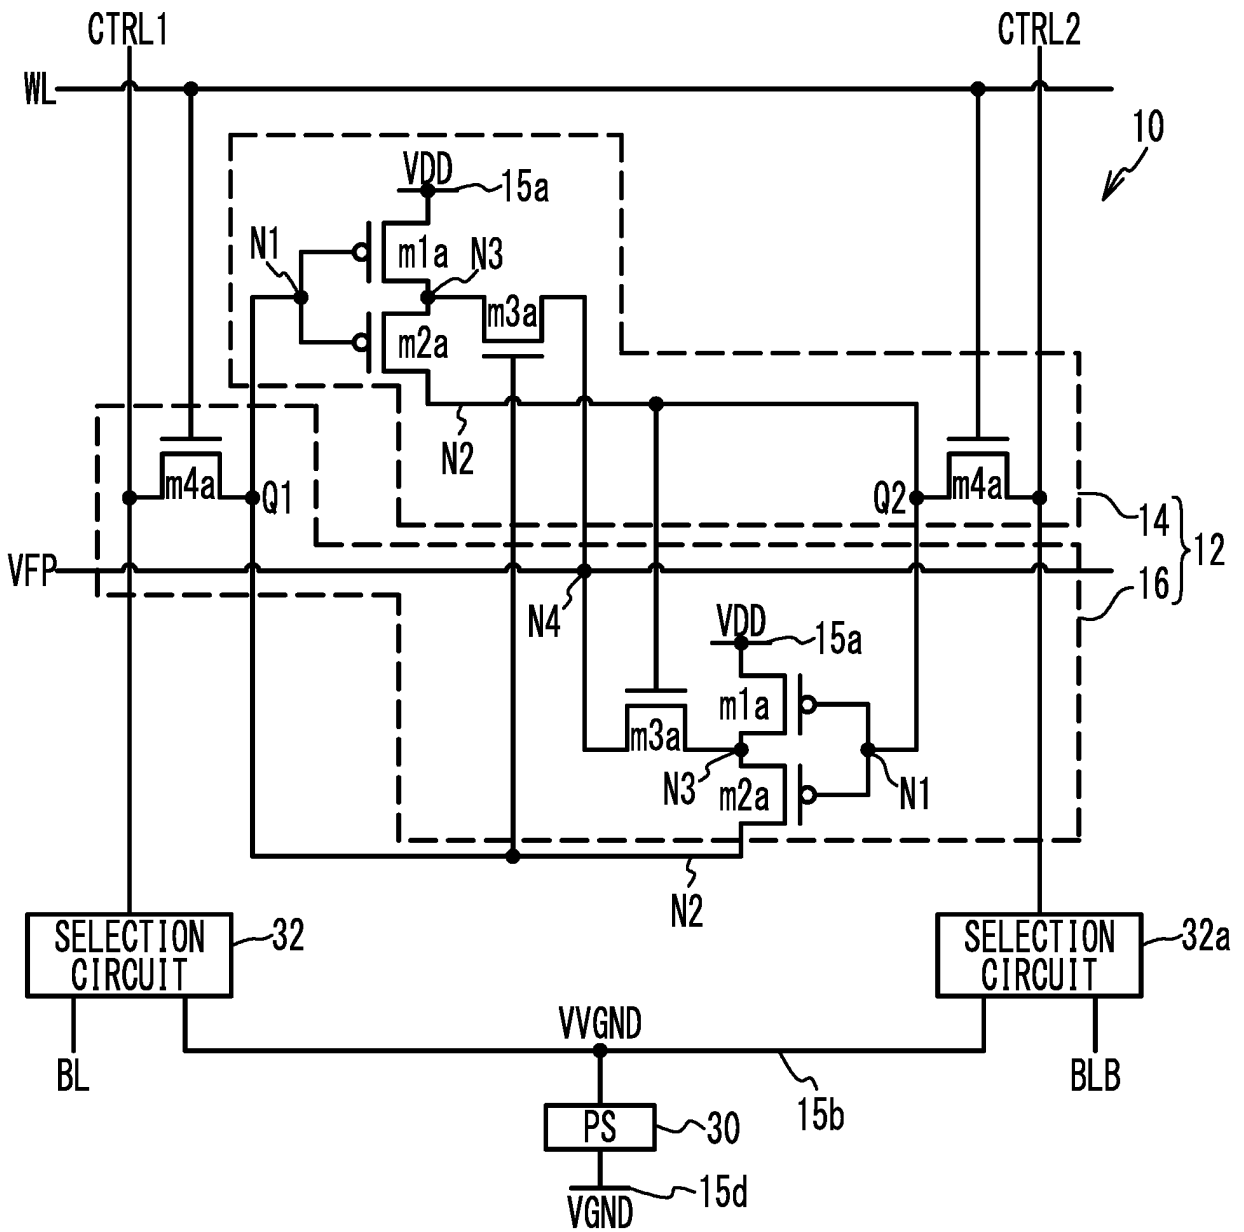 CTRL1
CTRL2
WL
10
VDD
15a
N1
m1a
N3
m3a
m2a
N2
m4a
Q1
Q2
m4a
14
12
VFP
16
N4
VDD
15a
m1a
m3a
N3
m2a
N1
N2
SELECTION
CIRCUIT
32
SELECTION
CIRCUIT
32a
VVGND
BL
BLB
15b
PS
30
15d
VGND